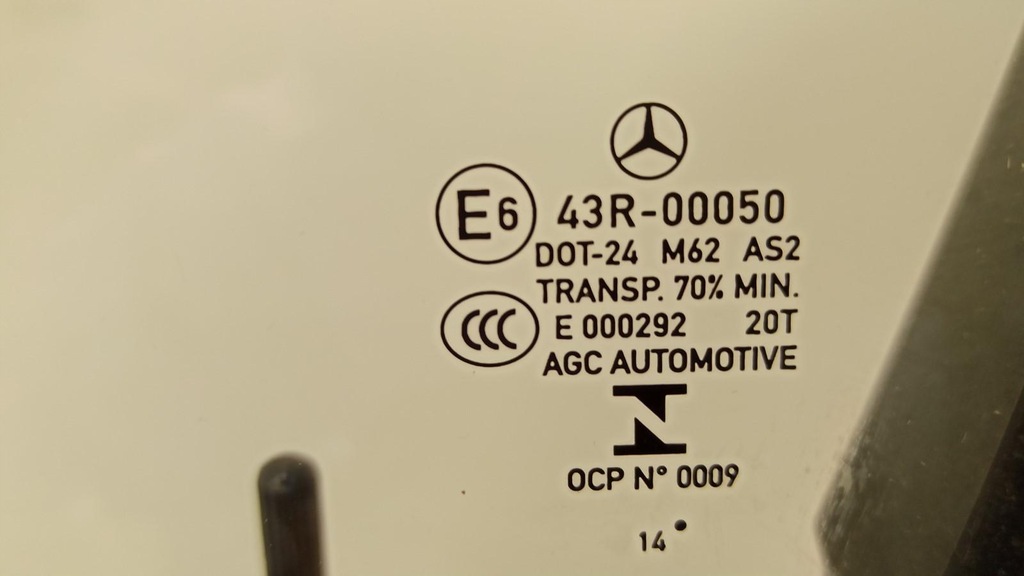 E6 43R-00050
DOT-24 M62 AS2
TRANSP. 70% MIN.
CCC E 000292 20T
AGC AUTOMOTIVE
OCP N° 0009
14